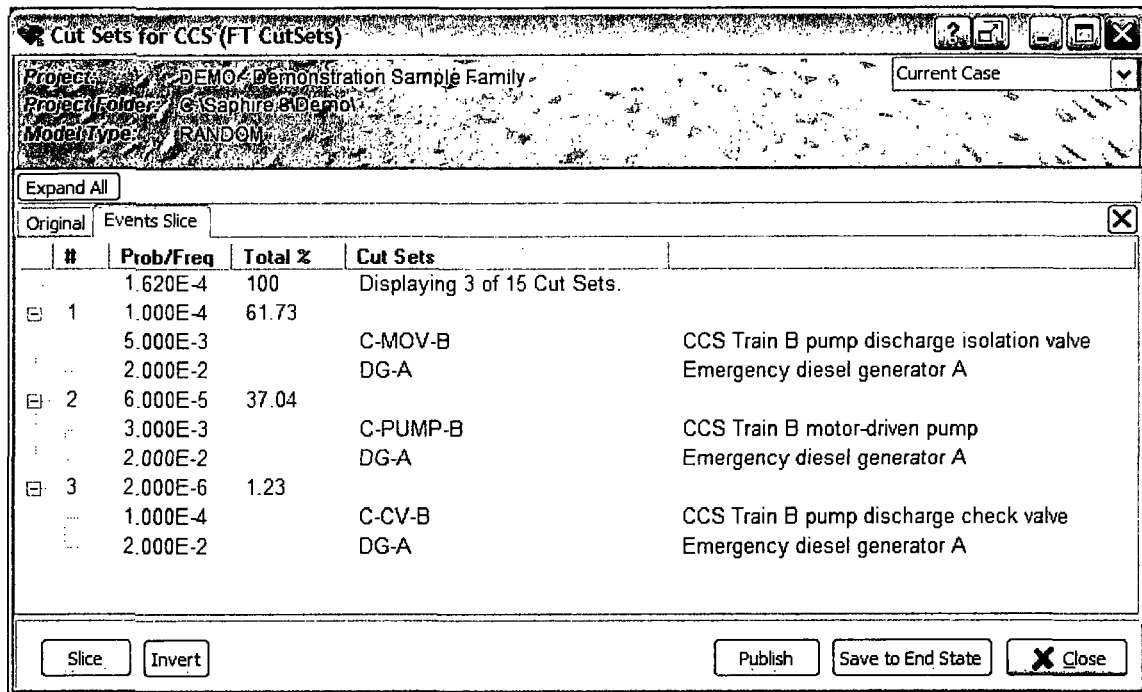 Cut Sets for CCS (FT CutSets)
Project: DEMO - Demonstration Sample Family -
Current Case
Project Folder: C:\Saphire 8\Demo\
Model Type: RANDOM
Expand All
Original Events Slice
# Prob/Freq Total % Cut Sets
1.620E-4 100 Displaying 3 of 15 Cut Sets.
1 1.000E-4 61.73
5.000E-3 C-MOV-B CCS Train B pump discharge isolation valve
2.000E-2 DG-A Emergency diesel generator A
2 6.000E-5 37.04
3.000E-3 C-PUMP-B CCS Train B motor-driven pump
2.000E-2 DG-A Emergency diesel generator A
3 2.000E-6 1.23
1.000E-4 C-CV-B CCS Train B pump discharge check valve
2.000E-2 DG-A Emergency diesel generator A
Slice Invert Publish Save to End State Close